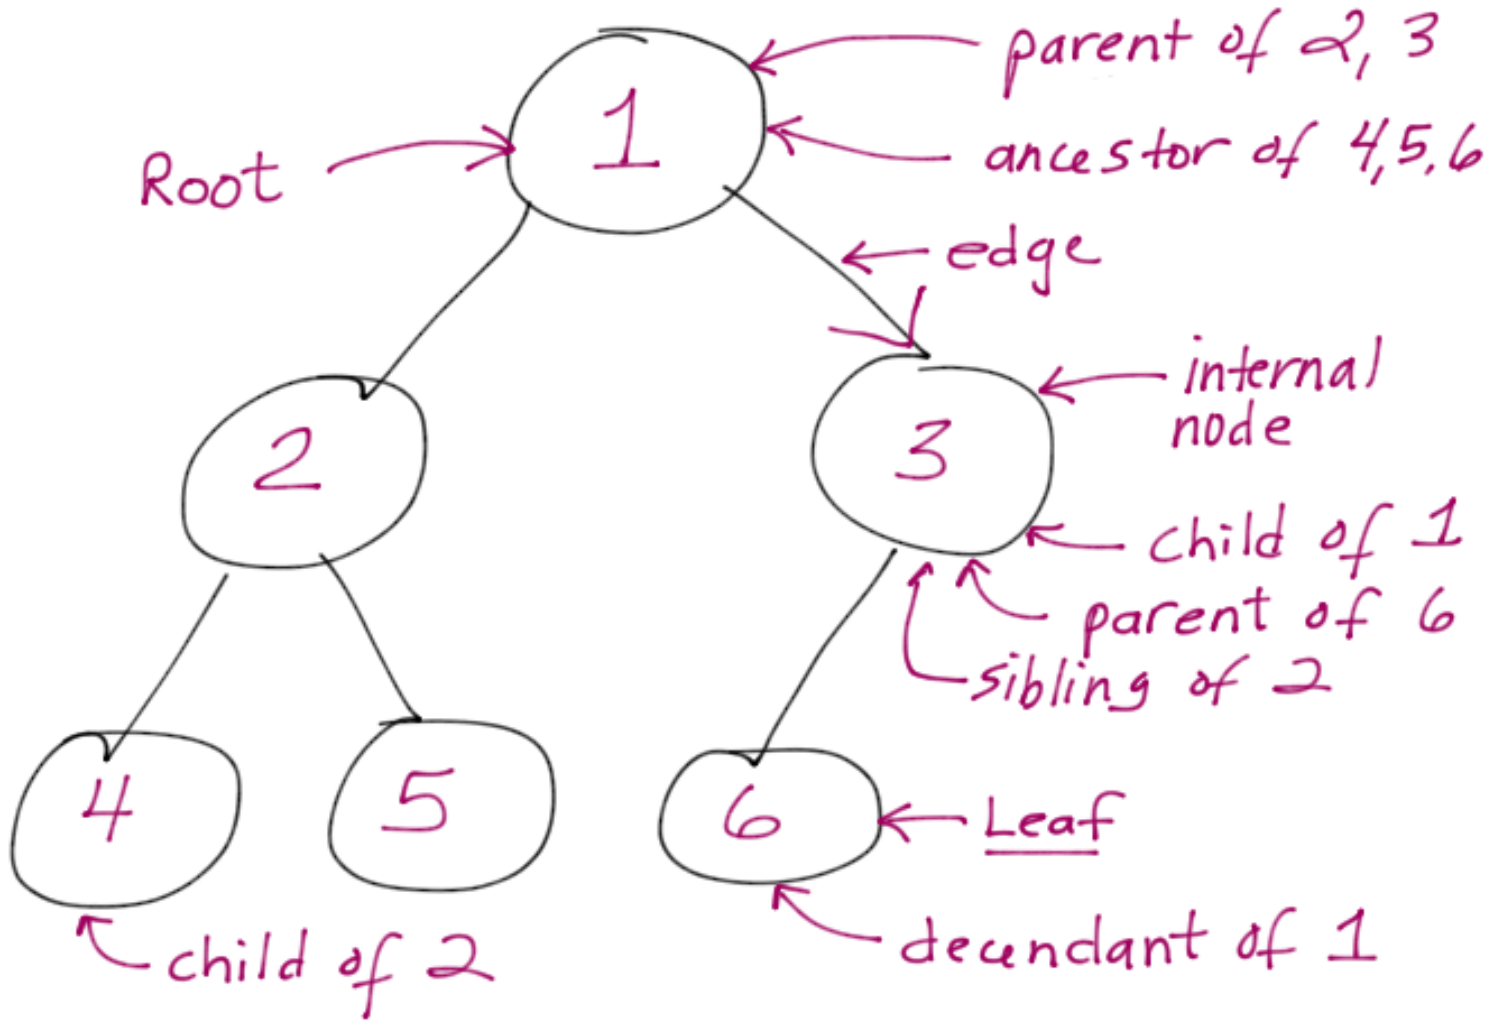 parent of 2, 3
1
ancestor of 4,5,6
Root
edge
internal
node
2
3
child of 1
parent of 6
sibling of 2
4
5
6
Leaf
child of 2
decendant of 1